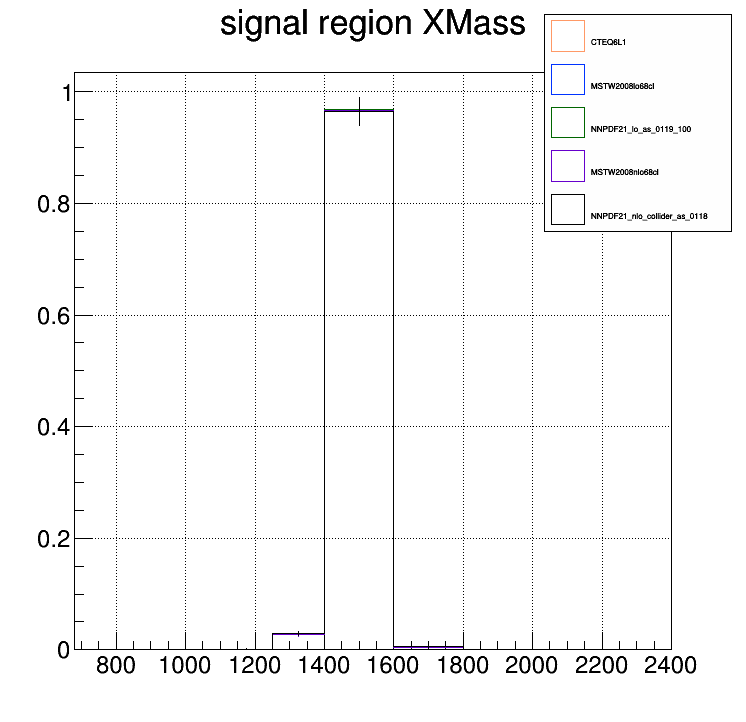 signal region XMass
CTEQ6L1
MSTW2008lo68cl
NNPDF21_lo_as_0119_100
MSTW2008nlo68cl
NNPDF21_nlo_collider_as_0118
1
0.8
0.6
0.4
0.2
0
800 1000 1200 1400 1600 1800 2000 2200 2400